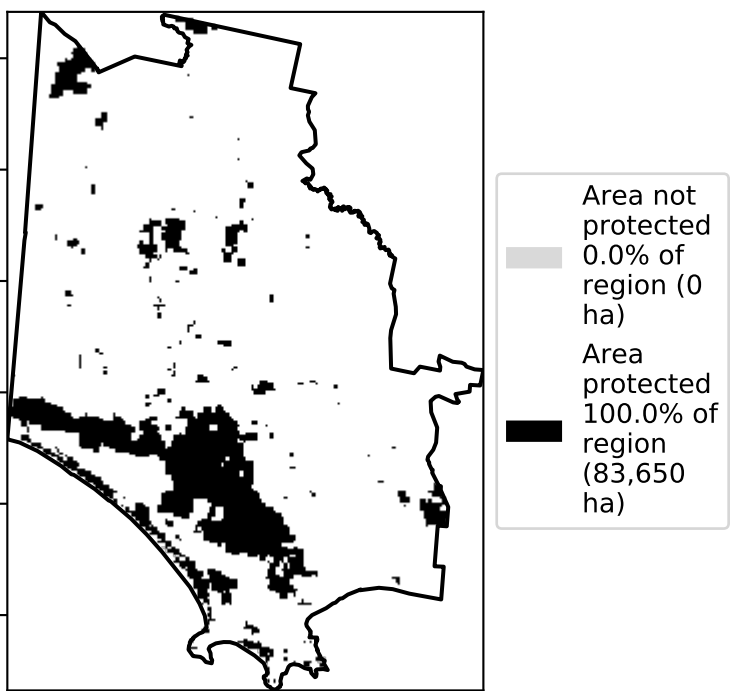 Area not
protected
0.0% of
region (0
ha)
Area
protected
100.0% of
region
(83,650
ha)